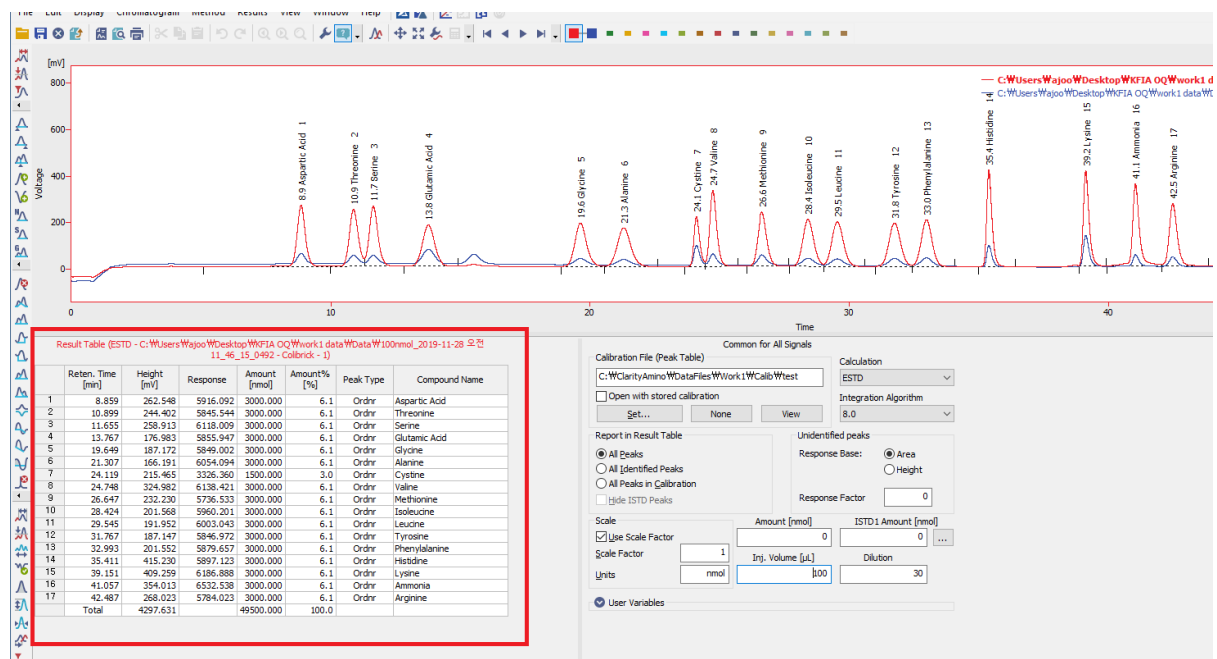 File Edit Display Chromatogram Method Results View Window Help
[mV]
800
600
400
200
0
Voltage
8.9 Aspartic Acid 1
10.9 Threonine 2
11.7 Serine 3
13.8 Glutamic Acid 4
19.6 Glycine 5
21.3 Alanine 6
24.1 Cystine 7
24.7 Valine 8
26.6 Methionine 9
28.4 Isoleucine 10
29.5 Leucine 11
31.8 Tyrosine 12
33.0 Phenylalanine 13
35.4 Histidine 14
39.2 Lysine 15
41.1 Ammonia 16
42.5 Arginine 17
C:₩Users₩ajoo₩Desktop₩KFIA OQ₩work1 d
C:₩Users₩ajoo₩Desktop₩KFIA OQ₩work1 data₩D
0 10 20 30 40
Time
Result Table (ESTD - C:₩Users₩ajoo₩Desktop₩KFIA OQ₩work1 data₩Data₩100nmol_2019-11-28 오전
11_46_15_0492 - Colibrick - 1)
Reten. Time [min] Height [mV] Response Amount [nmol] Amount% [%] Peak Type Compound Name
1 8.859 262.548 5916.092 3000.000 6.1 Ordnr Aspartic Acid
2 10.899 244.402 5845.544 3000.000 6.1 Ordnr Threonine
3 11.655 258.913 6118.009 3000.000 6.1 Ordnr Serine
4 13.767 176.983 5855.947 3000.000 6.1 Ordnr Glutamic Acid
5 19.649 187.172 5849.002 3000.000 6.1 Ordnr Glycine
6 21.307 166.191 6054.094 3000.000 6.1 Ordnr Alanine
7 24.119 215.465 3326.360 1500.000 3.0 Ordnr Cystine
8 24.748 324.982 6138.421 3000.000 6.1 Ordnr Valine
9 26.647 232.230 5736.533 3000.000 6.1 Ordnr Methionine
10 28.424 201.568 5960.201 3000.000 6.1 Ordnr Isoleucine
11 29.545 191.952 6003.043 3000.000 6.1 Ordnr Leucine
12 31.767 187.147 5846.972 3000.000 6.1 Ordnr Tyrosine
13 32.993 201.552 5879.657 3000.000 6.1 Ordnr Phenylalanine
14 35.411 415.230 5897.123 3000.000 6.1 Ordnr Histidine
15 39.151 409.259 6186.888 3000.000 6.1 Ordnr Lysine
16 41.057 354.013 6532.538 3000.000 6.1 Ordnr Ammonia
17 42.487 268.023 5784.023 3000.000 6.1 Ordnr Arginine
Total 4297.631 49500.000 100.0
Common for All Signals
Calibration File (Peak Table)
C:₩ClarityAmino₩DataFiles₩Work1₩Calib₩test
Open with stored calibration
Set... None View
Calculation
ESTD
Integration Algorithm
8.0
Report in Result Table
All Peaks
All Identified Peaks
All Peaks in Calibration
Hide ISTD Peaks
Unidentified peaks
Response Base: Area
Height
Response Factor 0
Scale
Use Scale Factor
Scale Factor 1
Units nmol
Amount [nmol] ISTD1 Amount [nmol]
0 0 ...
Inj. Volume [µL] Dilution
100 30
User Variables